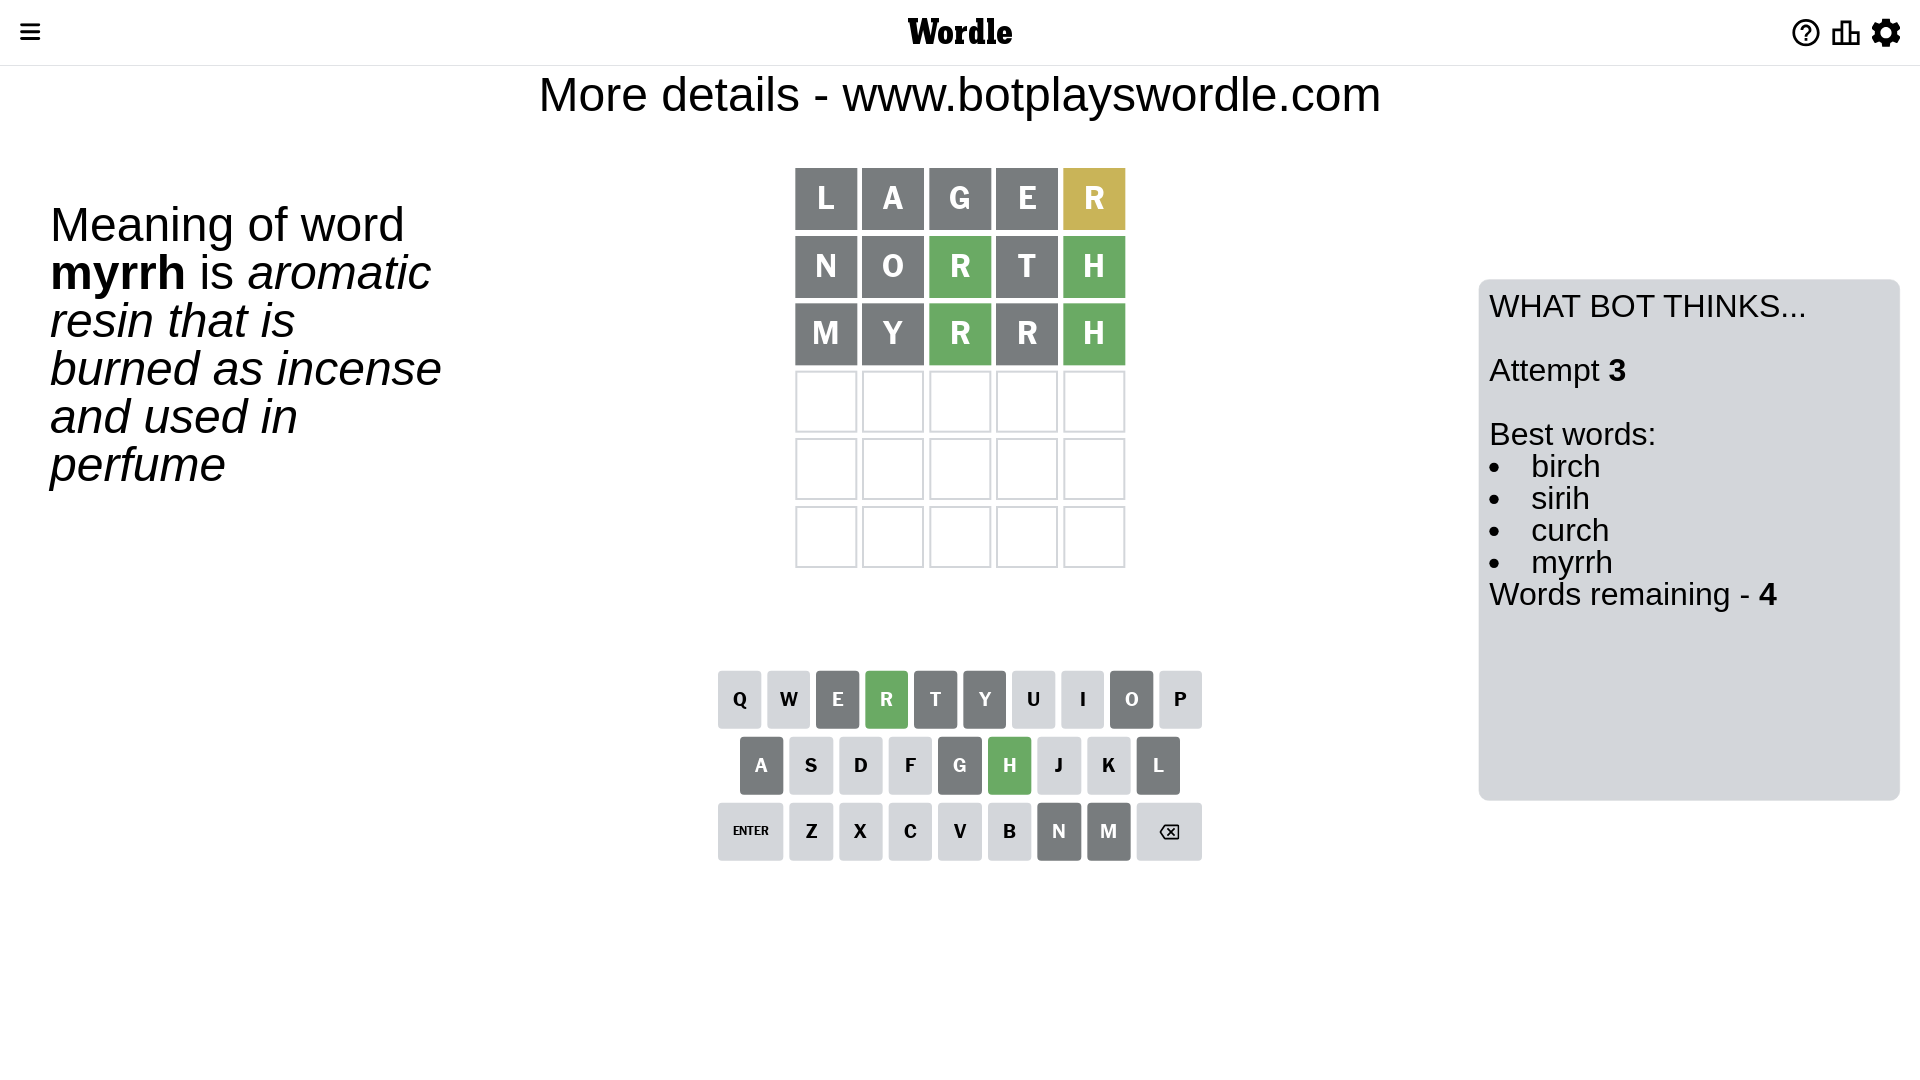 Wordle
More details - www.botplayswordle.com
Meaning of word
myrrh is aromatic
resin that is
burned as incense
and used in
perfume
L A G E R
N O R T H
M Y R R H
WHAT BOT THINKS...
Attempt 3
Best words:
• birch
• sirih
• curch
• myrrh
Words remaining - 4
Q W E R T Y U I O P
A S D F G H J K L
ENTER Z X C V B N M